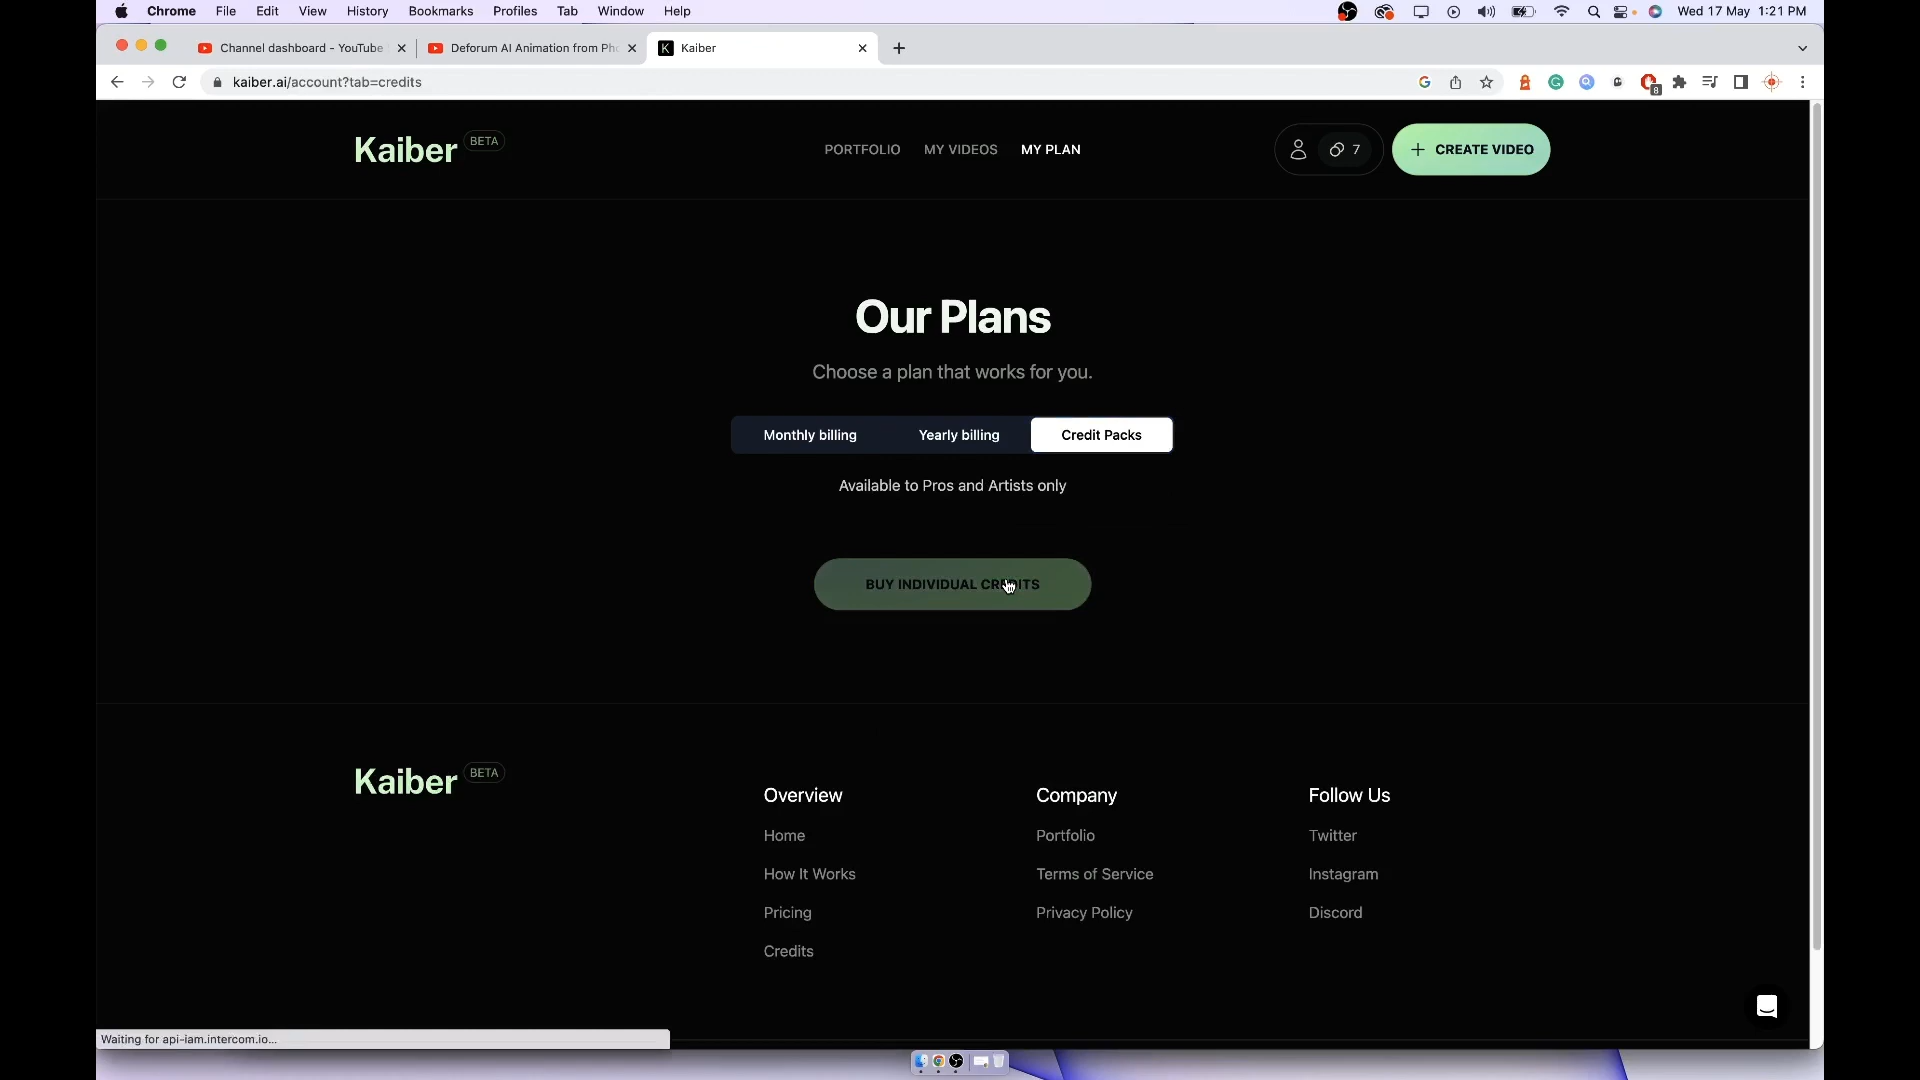 Chrome File Edit View History Bookmarks Profiles Tab Window Help Wed 17 May 1:21 PM
Channel dashboard - YouTube Deforum AI Animation from Kaiber
kaiber.ai/account?tab=credits
8
Kaiber BETA PORTFOLIO MY VIDEOS MY PLAN 7 + CREATE VIDEO
Our Plans
Choose a plan that works for you.
Monthly billing Yearly billing Credit Packs
Available to Pros and Artists only
BUY INDIVIDUAL CREDITS
Kaiber BETA
Overview
Home
How It Works
Pricing
Credits
Company
Portfolio
Terms of Service
Privacy Policy
Follow Us
Twitter
Instagram
Discord
Waiting for api-iam.intercom.io...